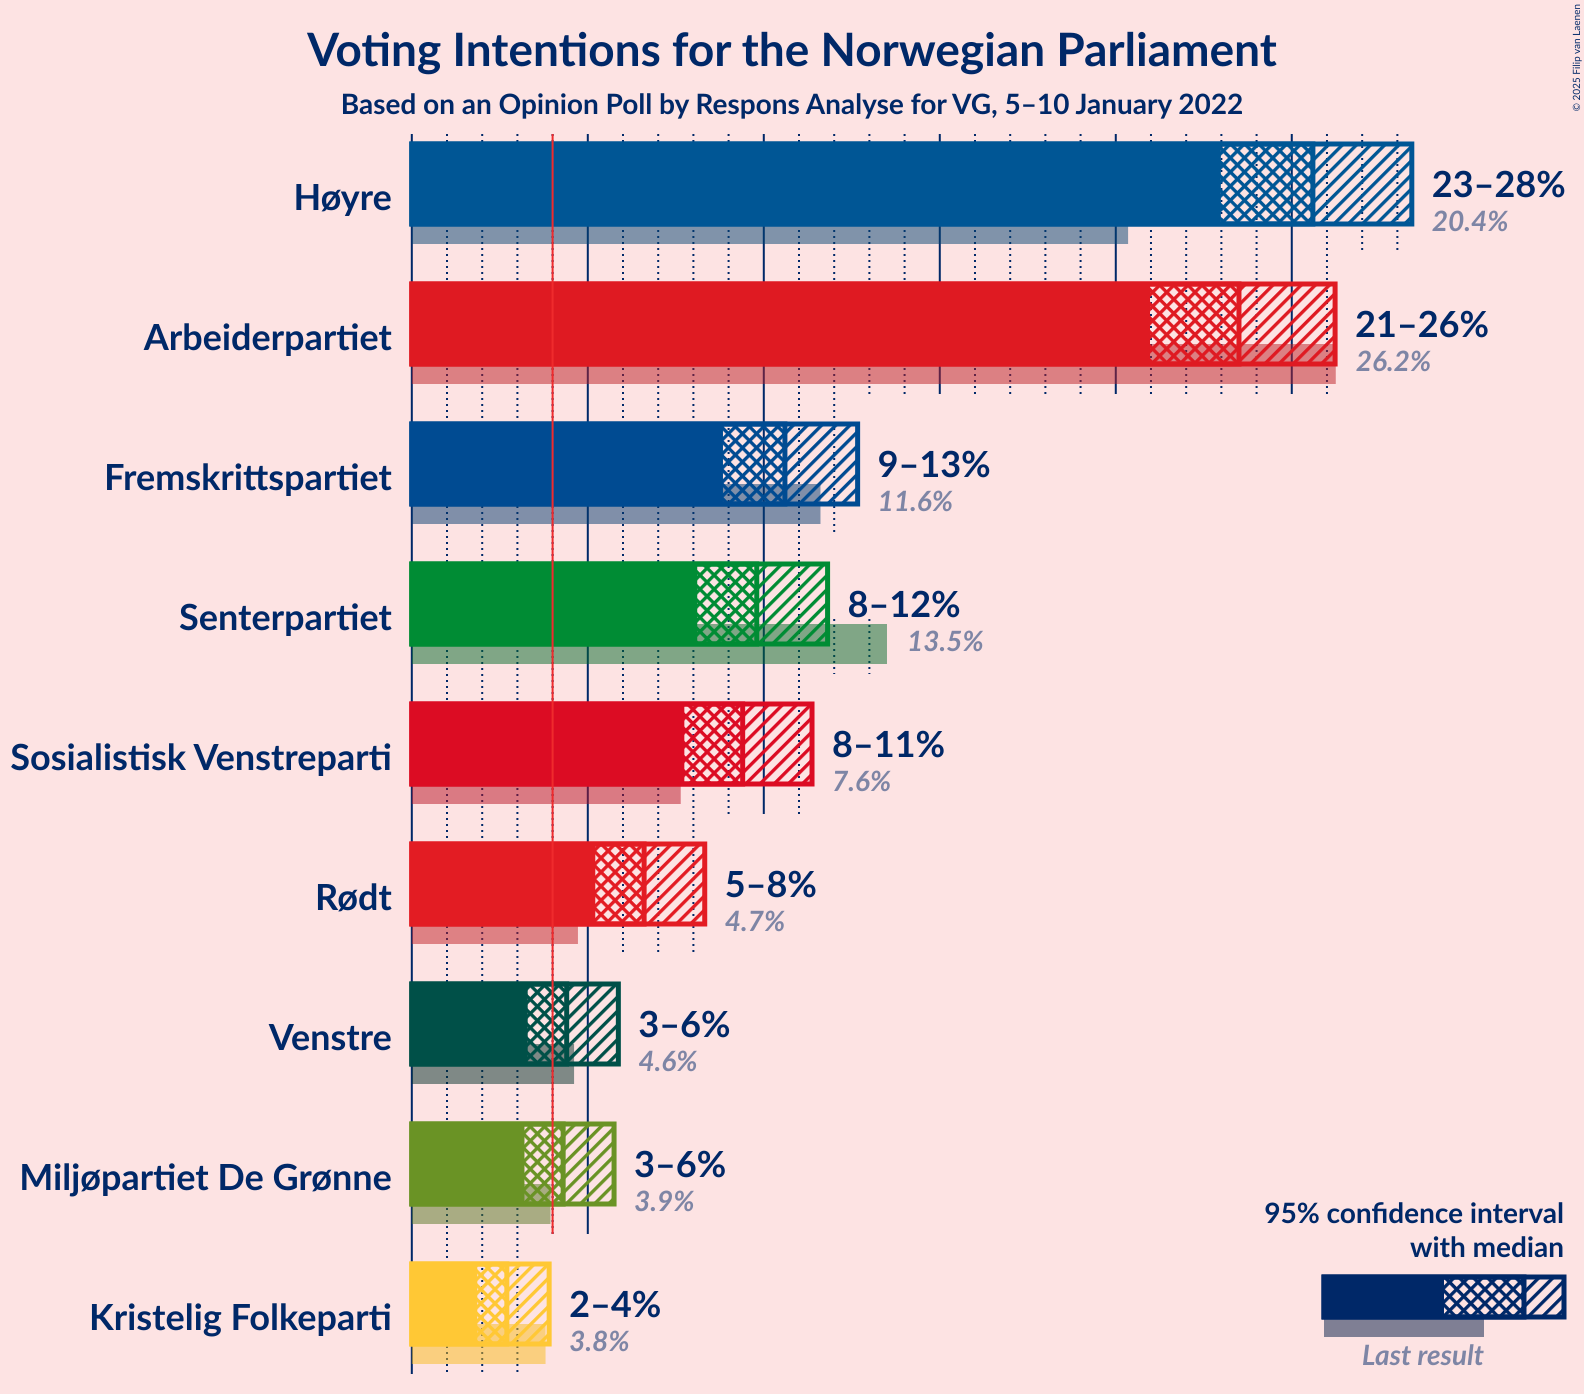 Voting Intentions for the Norwegian Parliament
Based on an Opinion Poll by Respons Analyse for VG, 5–10 January 2022
© 2025 Filip van Laenen
Høyre
23–28%
20.4%
Arbeiderpartiet
21–26%
26.2%
Fremskrittspartiet
9–13%
11.6%
Senterpartiet
8–12%
13.5%
Sosialistisk Venstreparti
8–11%
7.6%
Rødt
5–8%
4.7%
Venstre
3–6%
4.6%
Miljøpartiet De Grønne
3–6%
3.9%
Kristelig Folkeparti
2–4%
3.8%
95% confidence interval
with median
Last result